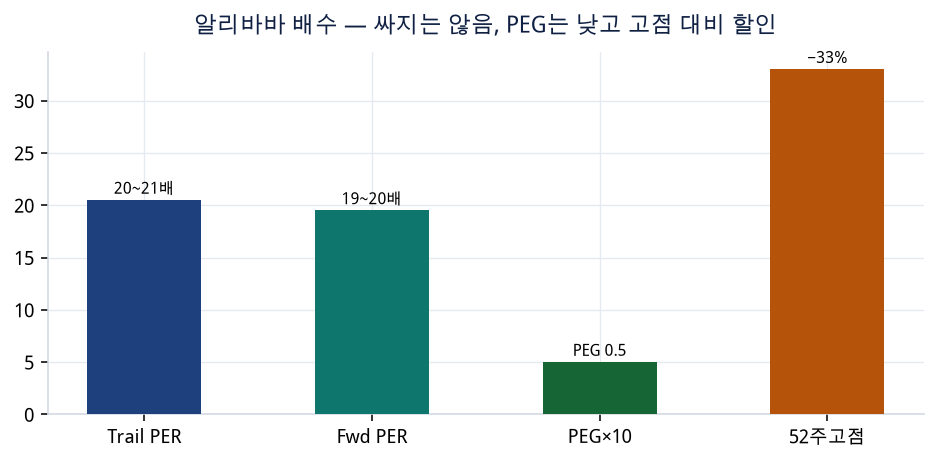 알리바바 배수 — 싸지는 않음, PEG는 낮고 고점 대비 할인
−33%
30
25
20~21배
19~20배
20
15
10
PEG 0.5
5
0
Trail PER
Fwd PER
PEG×10
52주고점